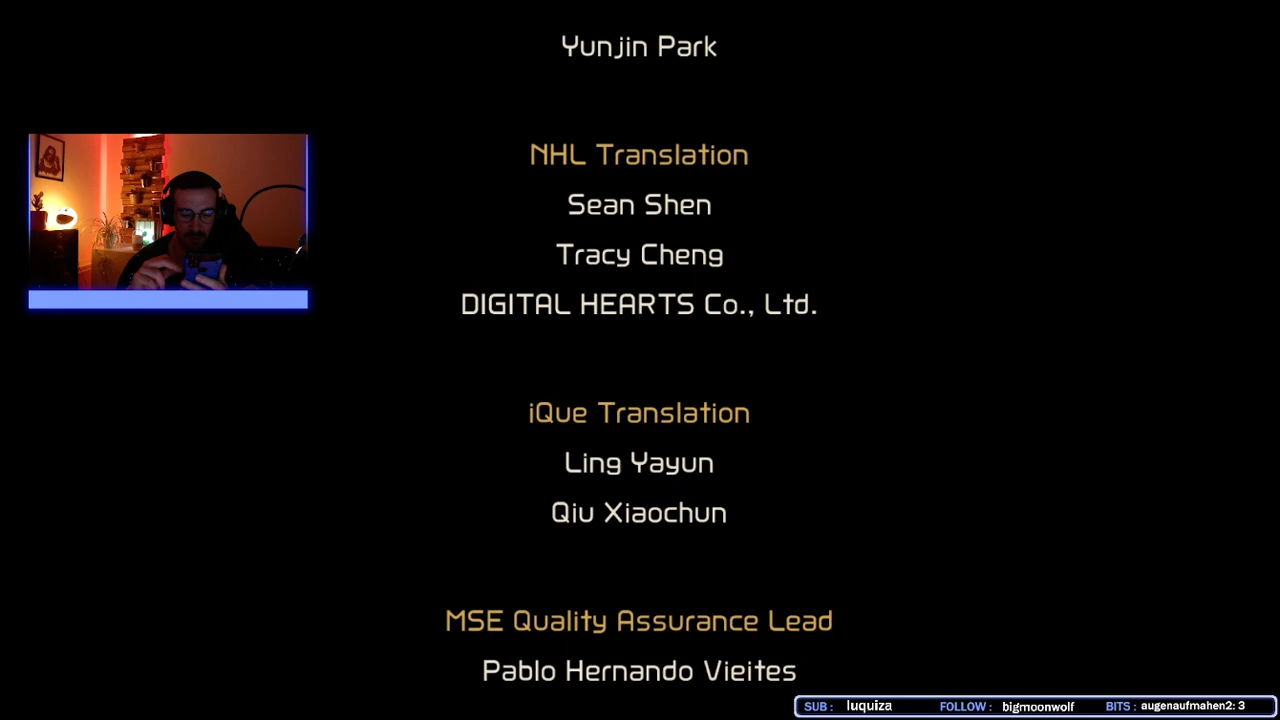 Yunjin Park
NHL Translation
Sean Shen
Tracy Cheng
DIGITAL HEARTS Co., Ltd.
iQue Translation
Ling Yayun
Qiu Xiaochun
MSE Quality Assurance Lead
Pablo Hernando Vieites
SUB : luquiza FOLLOW : bigmoonwolf BITS : augenaufmahen2: 3